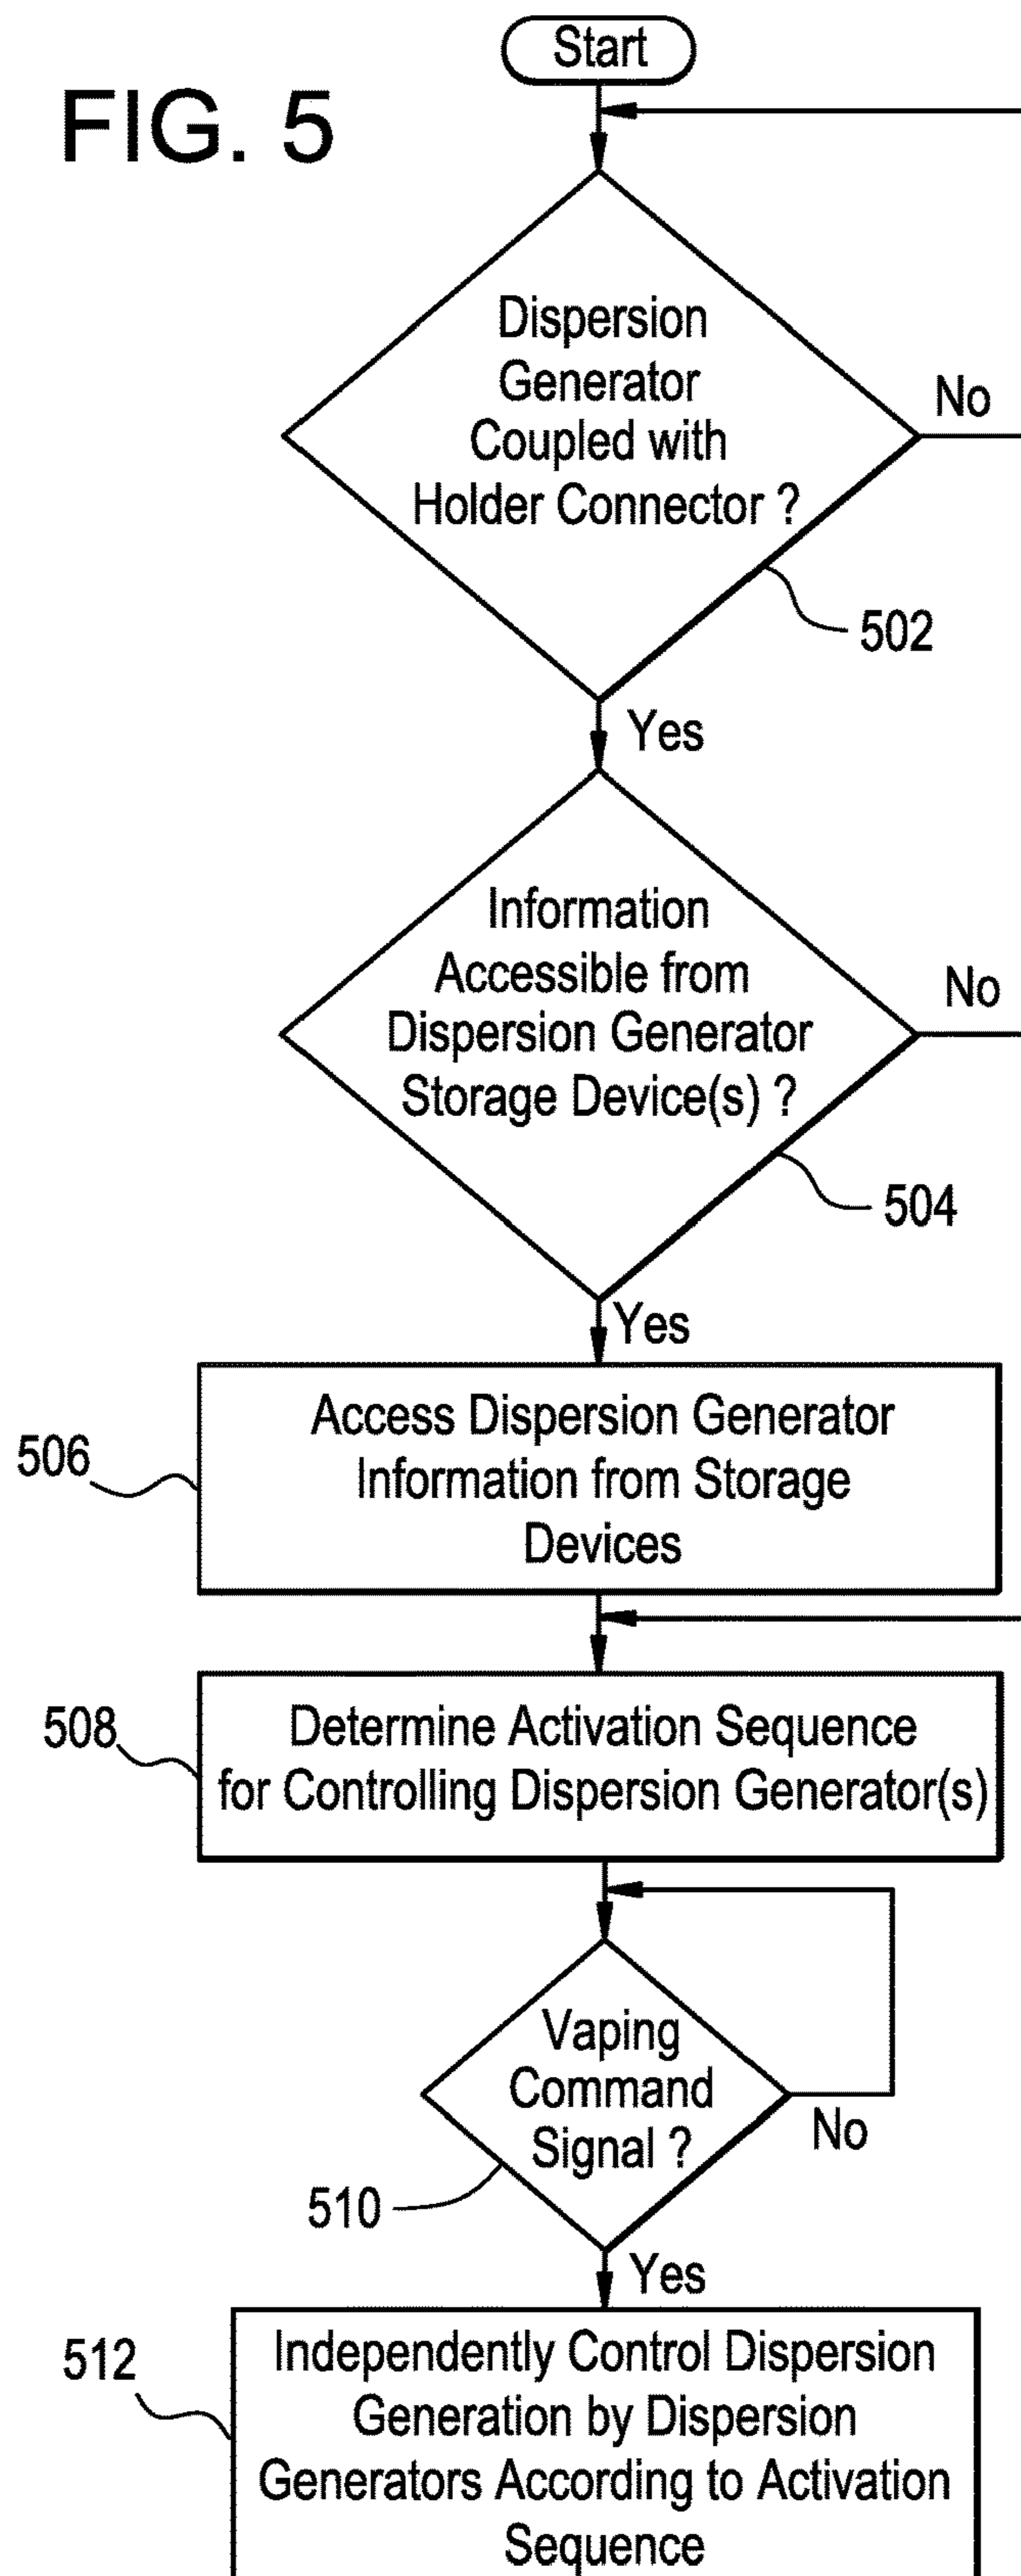 Start
FIG. 5
Dispersion
Generator
Coupled with
Holder Connector ?
No
502
Yes
Information
Accessible from
Dispersion Generator
Storage Device(s) ?
No
504
Yes
506
Access Dispersion Generator
Information from Storage
Devices
508
Determine Activation Sequence
for Controlling Dispersion Generator(s)
Vaping
Command
Signal ?
No
510
Yes
512
Independently Control Dispersion
Generation by Dispersion
Generators According to Activation
Sequence